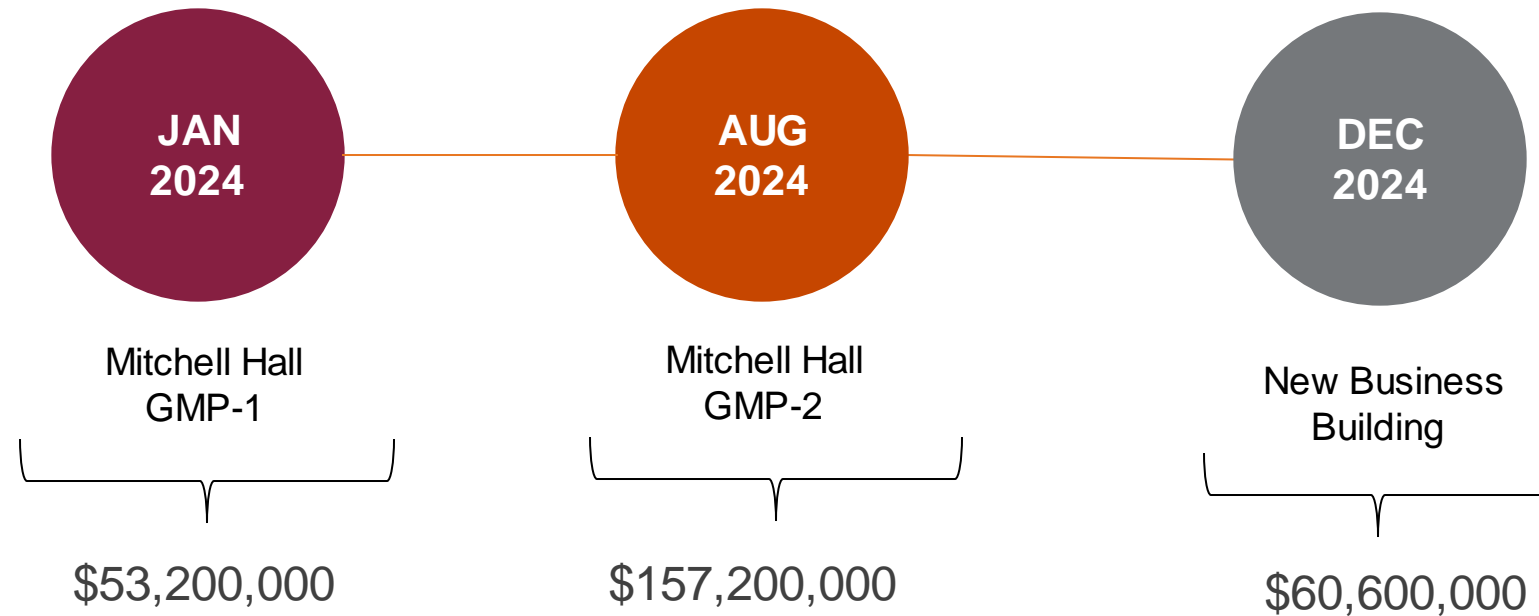 JAN
2024
AUG
2024
DEC
2024
Mitchell Hall
GMP-1
Mitchell Hall
GMP-2
New Business
Building
$53,200,000
$157,200,000
$60,600,000